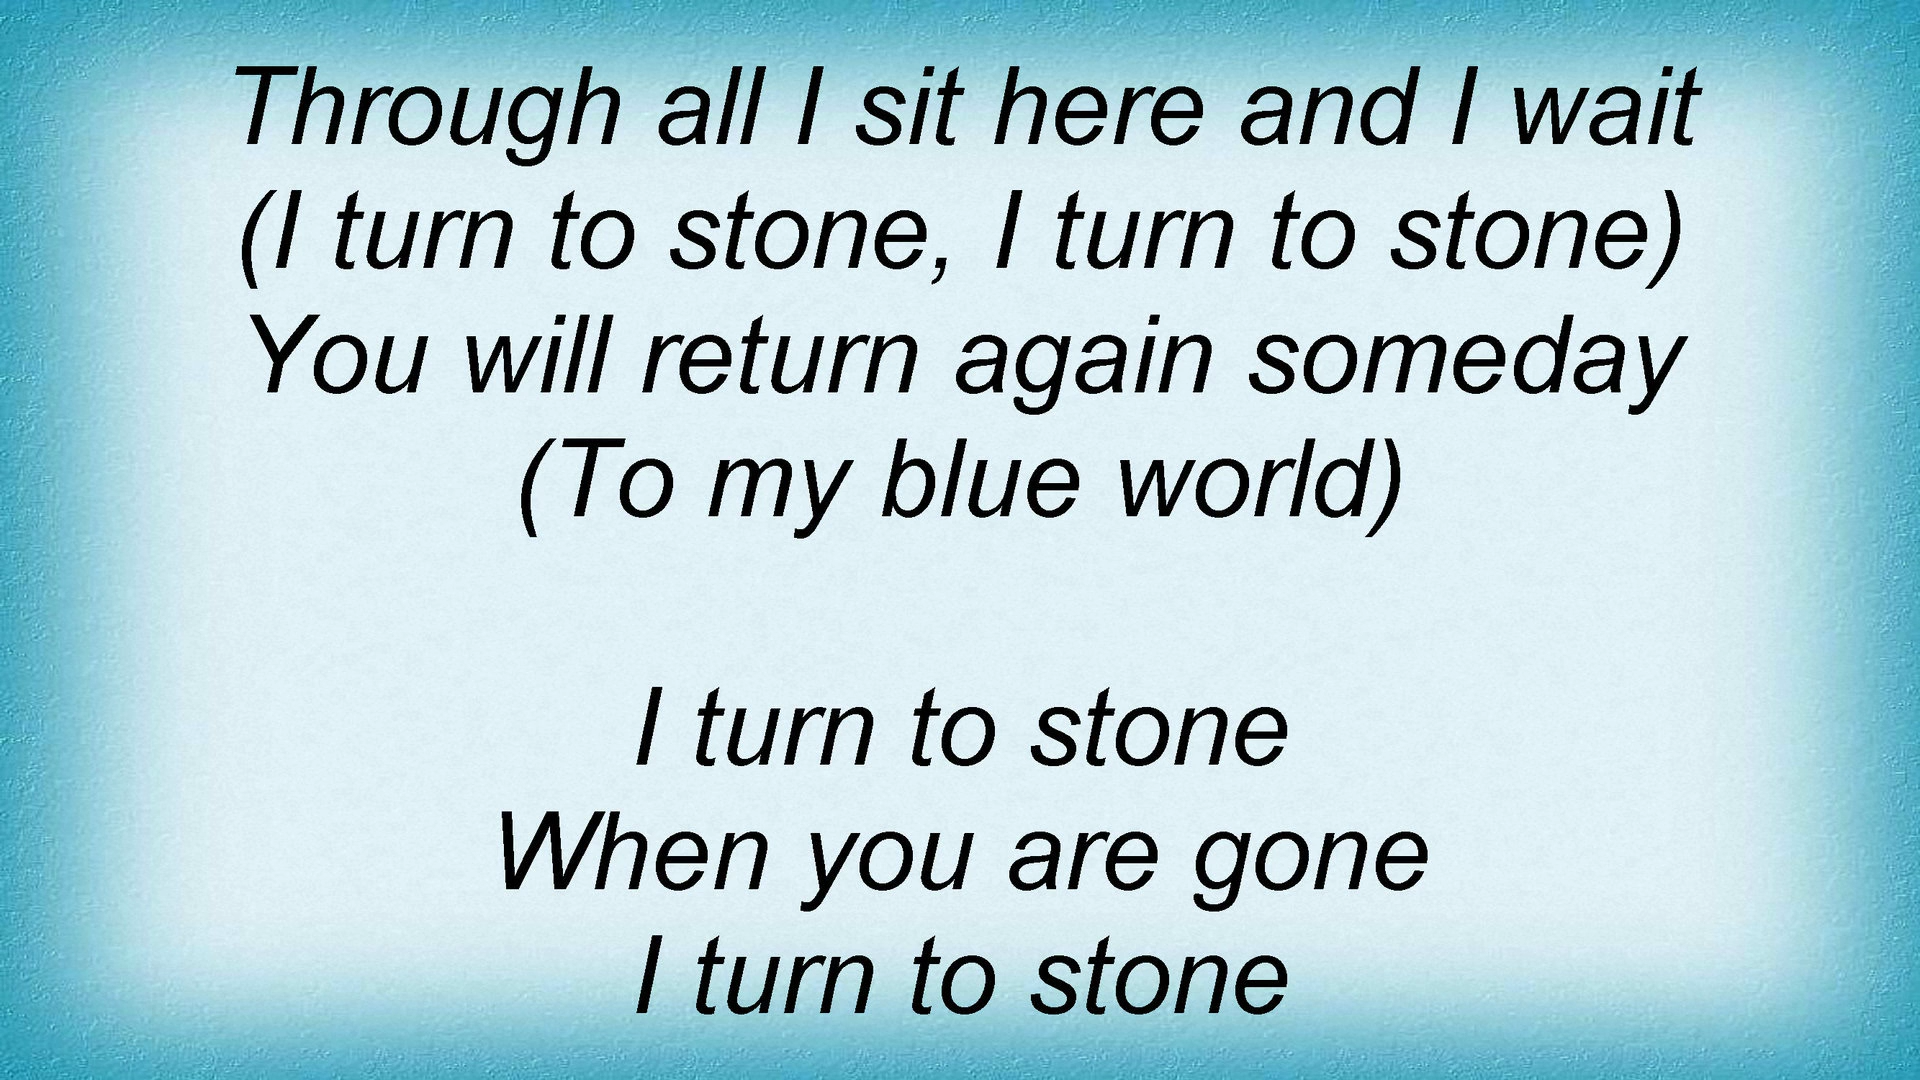 Through all I sit here and I wait
(I turn to stone, I turn to stone)
You will return again someday
(To my blue world)
I turn to stone
When you are gone
I turn to stone